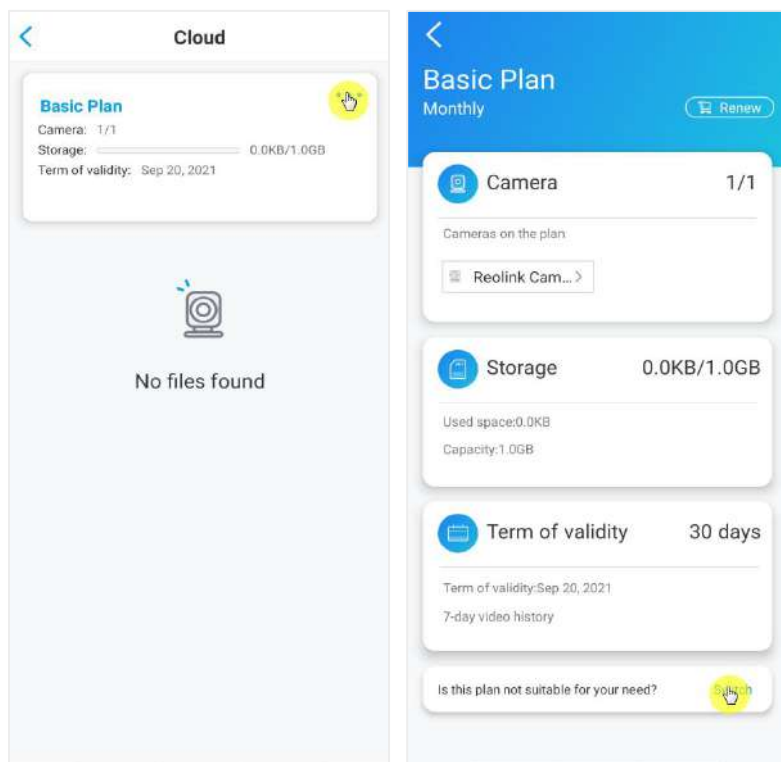 Cloud
Basic Plan
Camera: 1/1
Storage: 0.0KB/1.0GB
Term of validity: Sep 20, 2021
No files found
Basic Plan
Monthly
Renew
Camera 1/1
Cameras on the plan
Reolink Cam...
Storage 0.0KB/1.0GB
Used space:0.0KB
Capacity:1.0GB
Term of validity 30 days
Term of validity:Sep 20, 2021
7-day video history
Is this plan not suitable for your need?